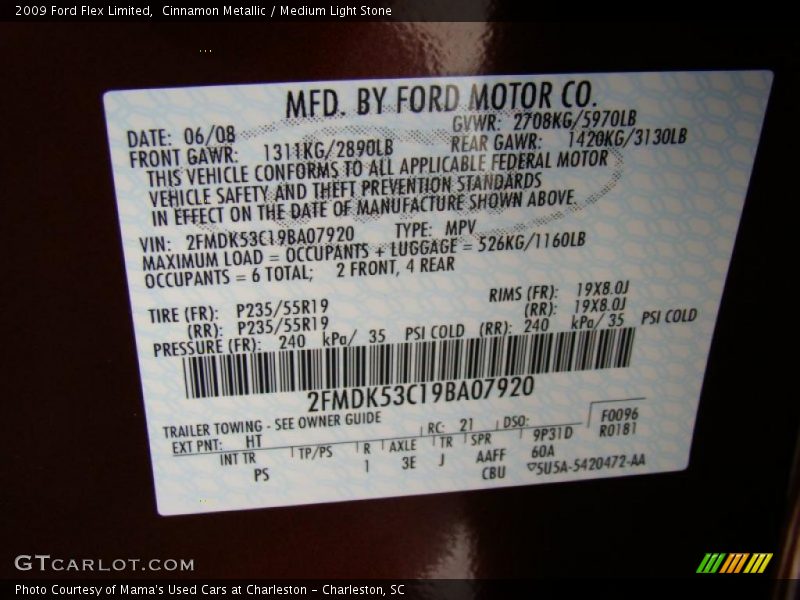 2009 Ford Flex Limited,  Cinnamon Metallic / Medium Light Stone
MFD. BY FORD MOTOR CO.
DATE: 06/08 GVWR: 2708KG/5970LB
FRONT GAWR: 1311KG/2890LB REAR GAWR: 1420KG/3130LB
THIS VEHICLE CONFORMS TO ALL APPLICABLE FEDERAL MOTOR
VEHICLE SAFETY AND THEFT PREVENTION STANDARDS
IN EFFECT ON THE DATE OF MANUFACTURE SHOWN ABOVE.
VIN: 2FMDK53C19BA07920 TYPE: MPV
MAXIMUM LOAD = OCCUPANTS + LUGGAGE = 526KG/1160LB
OCCUPANTS = 6 TOTAL; 2 FRONT, 4 REAR
TIRE (FR): P235/55R19 RIMS (FR): 19X8.0J
(RR): P235/55R19 (RR): 19X8.0J
PRESSURE (FR): 240 kPa/ 35 PSI COLD (RR): 240 kPa/ 35 PSI COLD
2FMDK53C19BA07920
TRAILER TOWING - SEE OWNER GUIDE
EXT PNT: HT RC: 21 DSO: F0096
INT TR TP/PS R AXLE TR SPR 9P31D R0181
PS 1 3E J AAFF 60A
CBU 5U5A-5420472-AA
GTCARLOT.COM
Photo Courtesy of Mama's Used Cars at Charleston - Charleston, SC